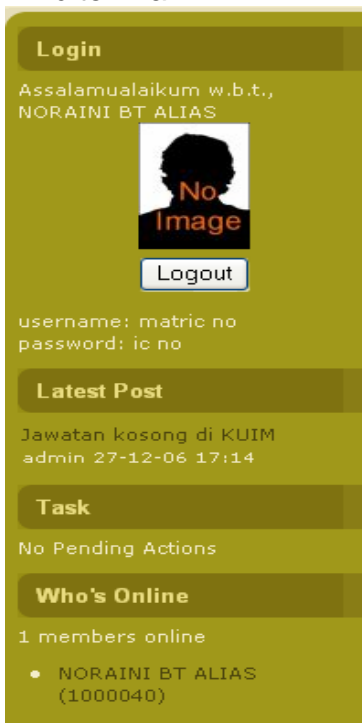 Login
Assalamualaikum w.b.t.,
NORAINI BT ALIAS
No
Image
Logout
username: matric no
password: ic no
Latest Post
Jawatan kosong di KUIM
admin 27-12-06 17:14
Task
No Pending Actions
Who's Online
1 members online
• NORAINI BT ALIAS
(1000040)